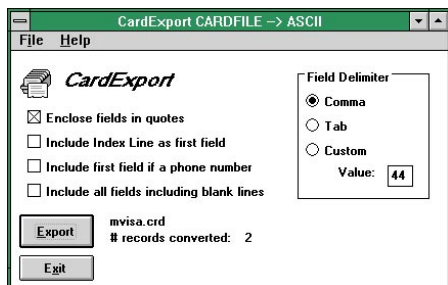 CardExport CARDFILE -> ASCII
File Help
CardExport
Enclose fields in quotes
Include Index Line as first field
Include first field if a phone number
Include all fields including blank lines
Field Delimiter
Comma
Tab
Custom
Value: 44
Export
mvisa.crd
# records converted: 2
Exit